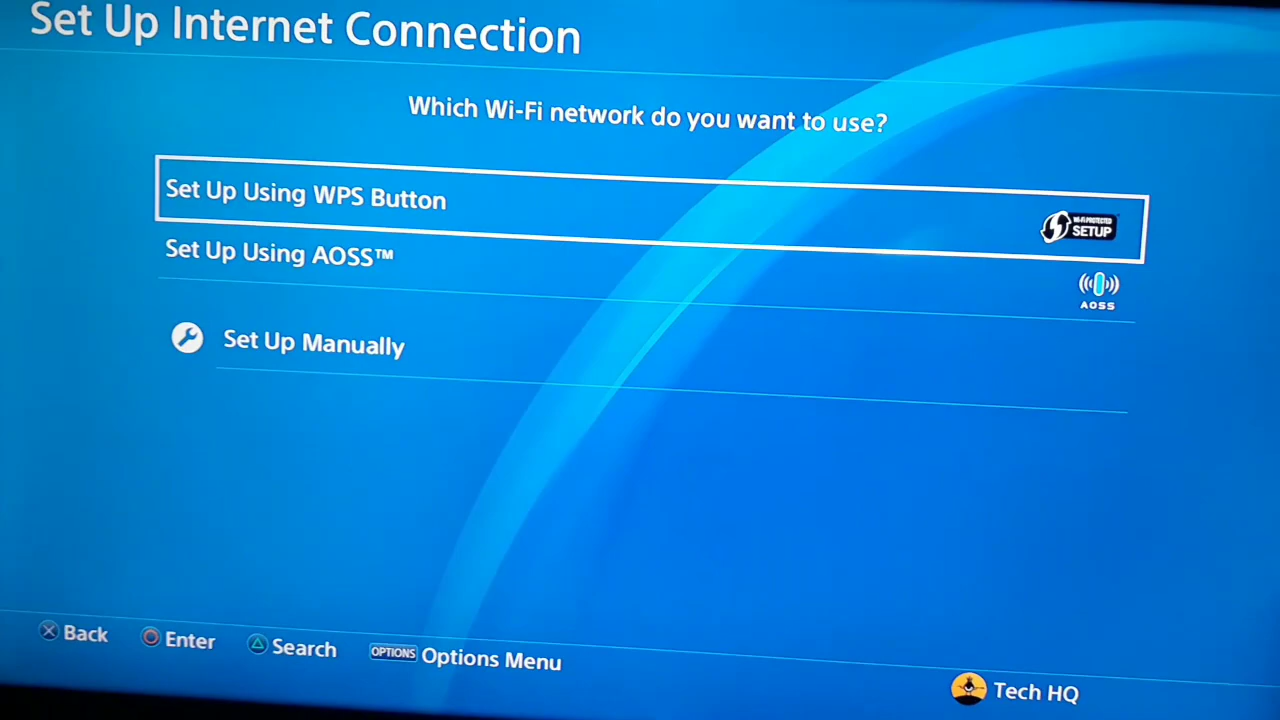 Set Up Internet Connection
Which Wi-Fi network do you want to use?
Set Up Using WPS Button
Wi-Fi PROTECTED
SETUP
Set Up Using AOSS™
AOSS
Set Up Manually
Back Enter Search OPTIONS Options Menu
Tech HQ